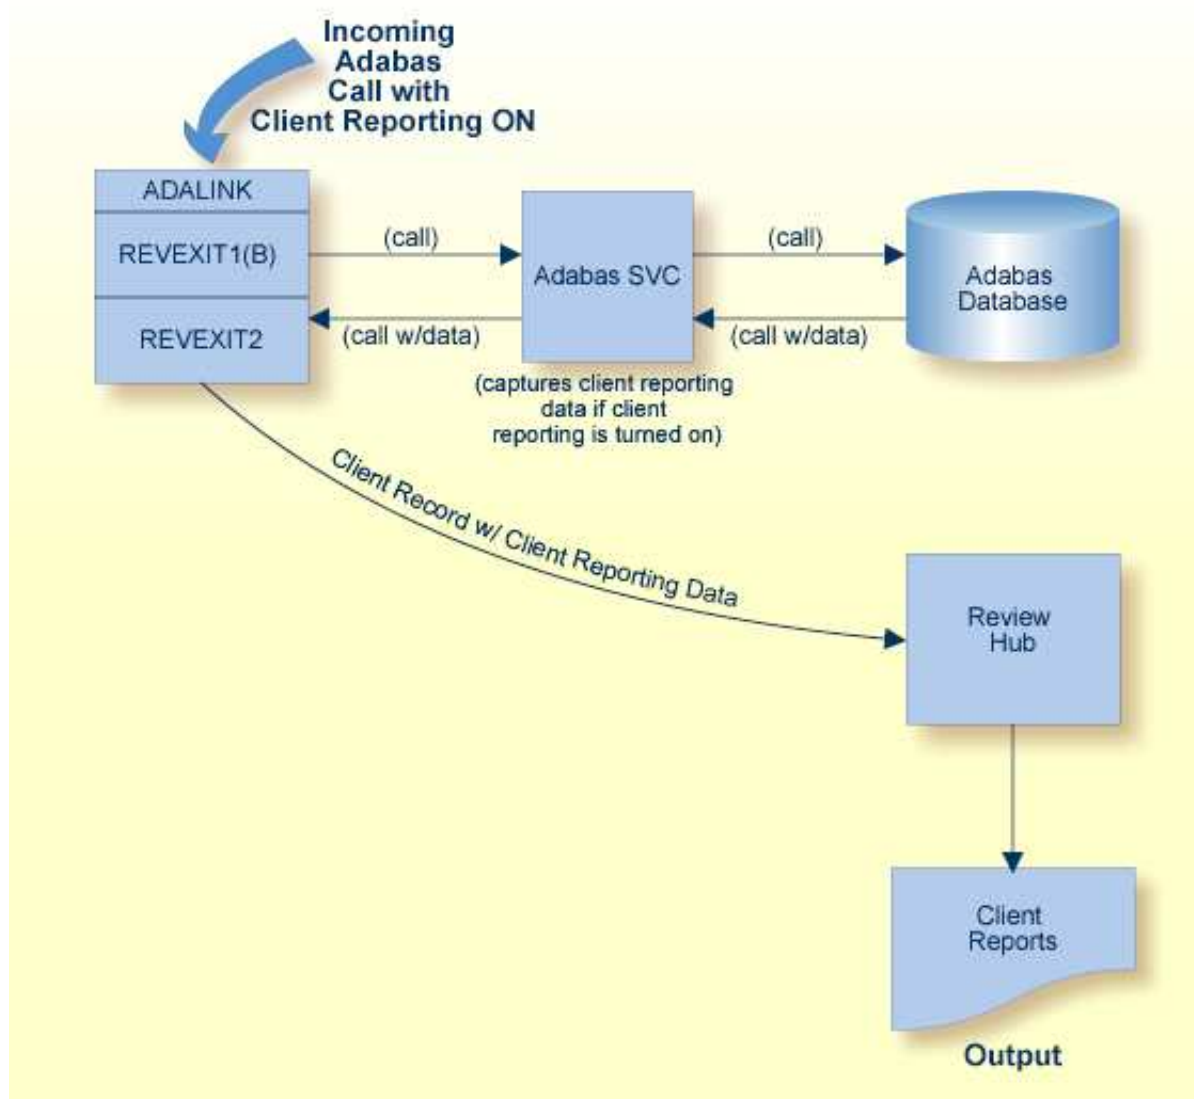 Incoming
Adabas
Call with
Client Reporting ON
ADALINK
REVEXIT1(B)
REVEXIT2
(call)
(call w/data)
Adabas SVC
(captures client reporting
data if client
reporting is turned on)
(call)
(call w/data)
Adabas
Database
Client Record w/ Client Reporting Data
Review
Hub
Client
Reports
Output